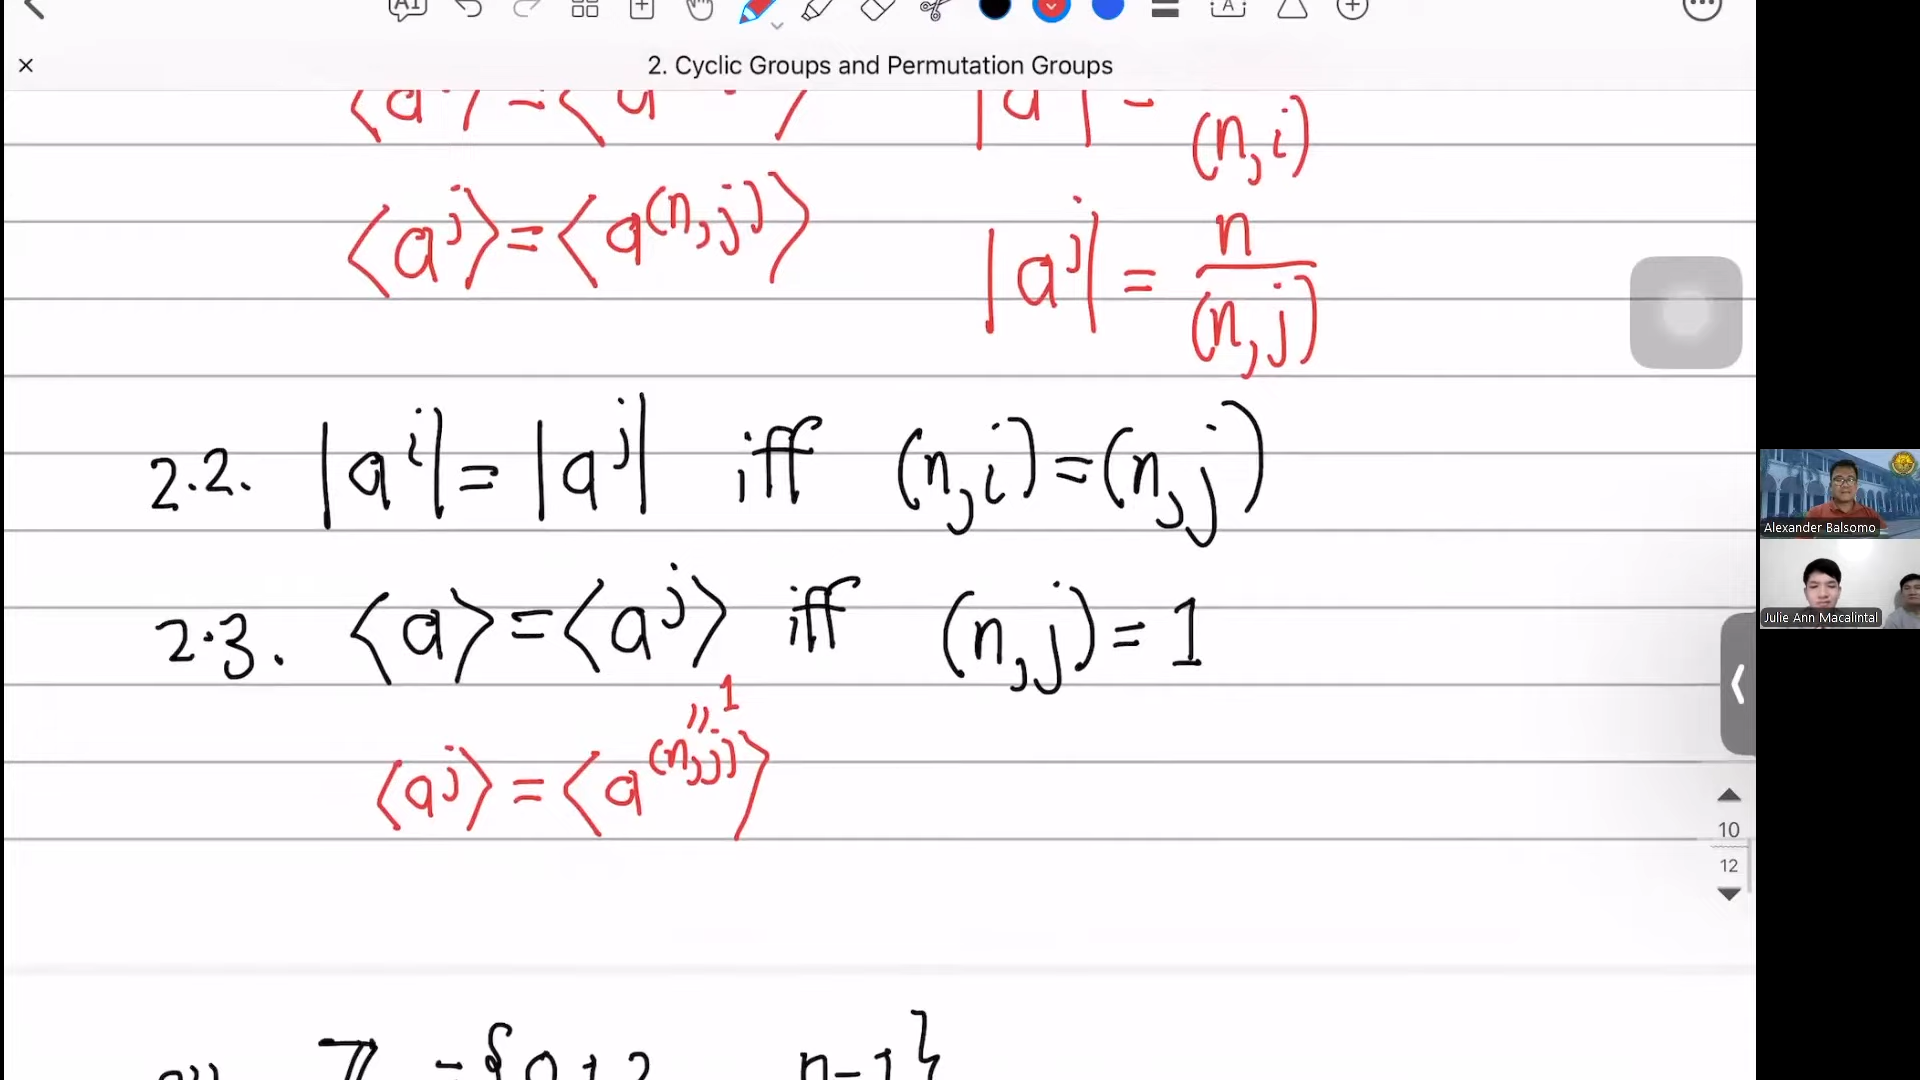 2. Cyclic Groups and Permutation Groups
(n,i)
⟨a^j⟩=⟨a^(n,j)⟩ |a^j| = n/(n,j)
2.2. |a^i|=|a^j| iff (n,i)=(n,j)
2.3. ⟨a⟩=⟨a^j⟩ iff (n,j)=1
1
⟨a^j⟩=⟨a^(n,j)⟩
10
12
n-1}
Alexander Balsomo
Julie Ann Macalintal